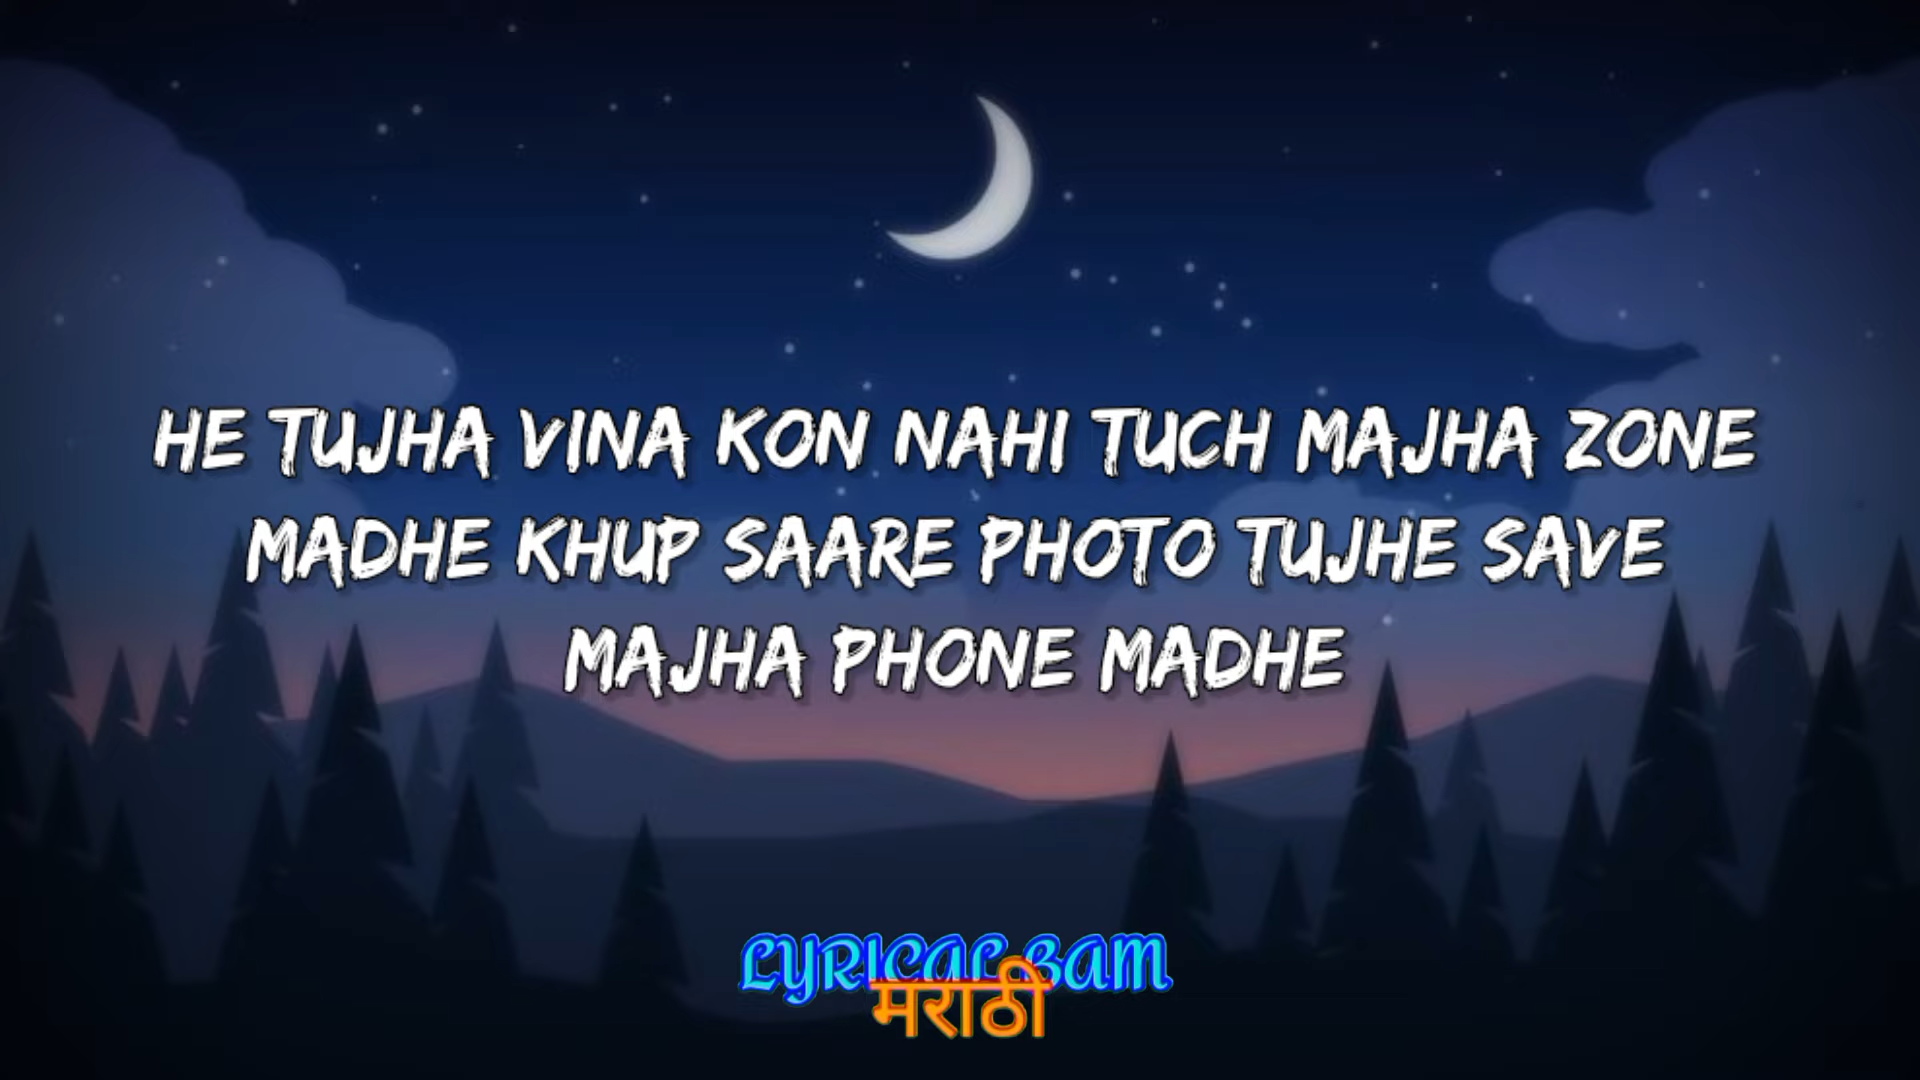 HE TUJHA VINA KON NAHI TUCH MAJHA ZONE
MADHE KHUP SAARE PHOTO TUJHE SAVE
MAJHA PHONE MADHE
LYRICAL BAM
मराठी